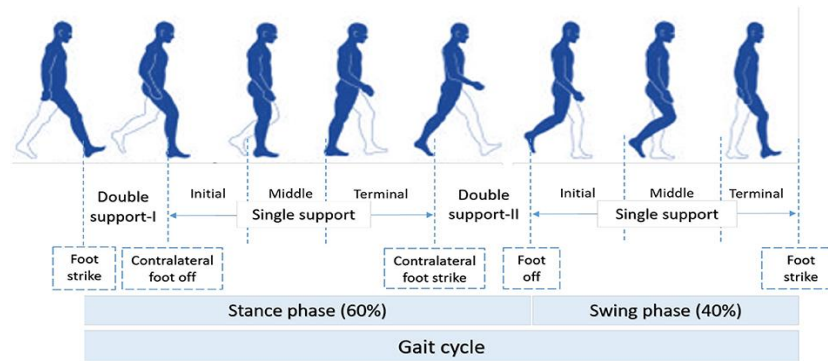 Double
support-I
Initial
Middle
Terminal
Single support
Double
support-II
Initial
Middle
Terminal
Single support
Foot
strike
Contralateral
foot off
Contralateral
foot strike
Foot
off
Foot
strike
Stance phase (60%)
Swing phase (40%)
Gait cycle